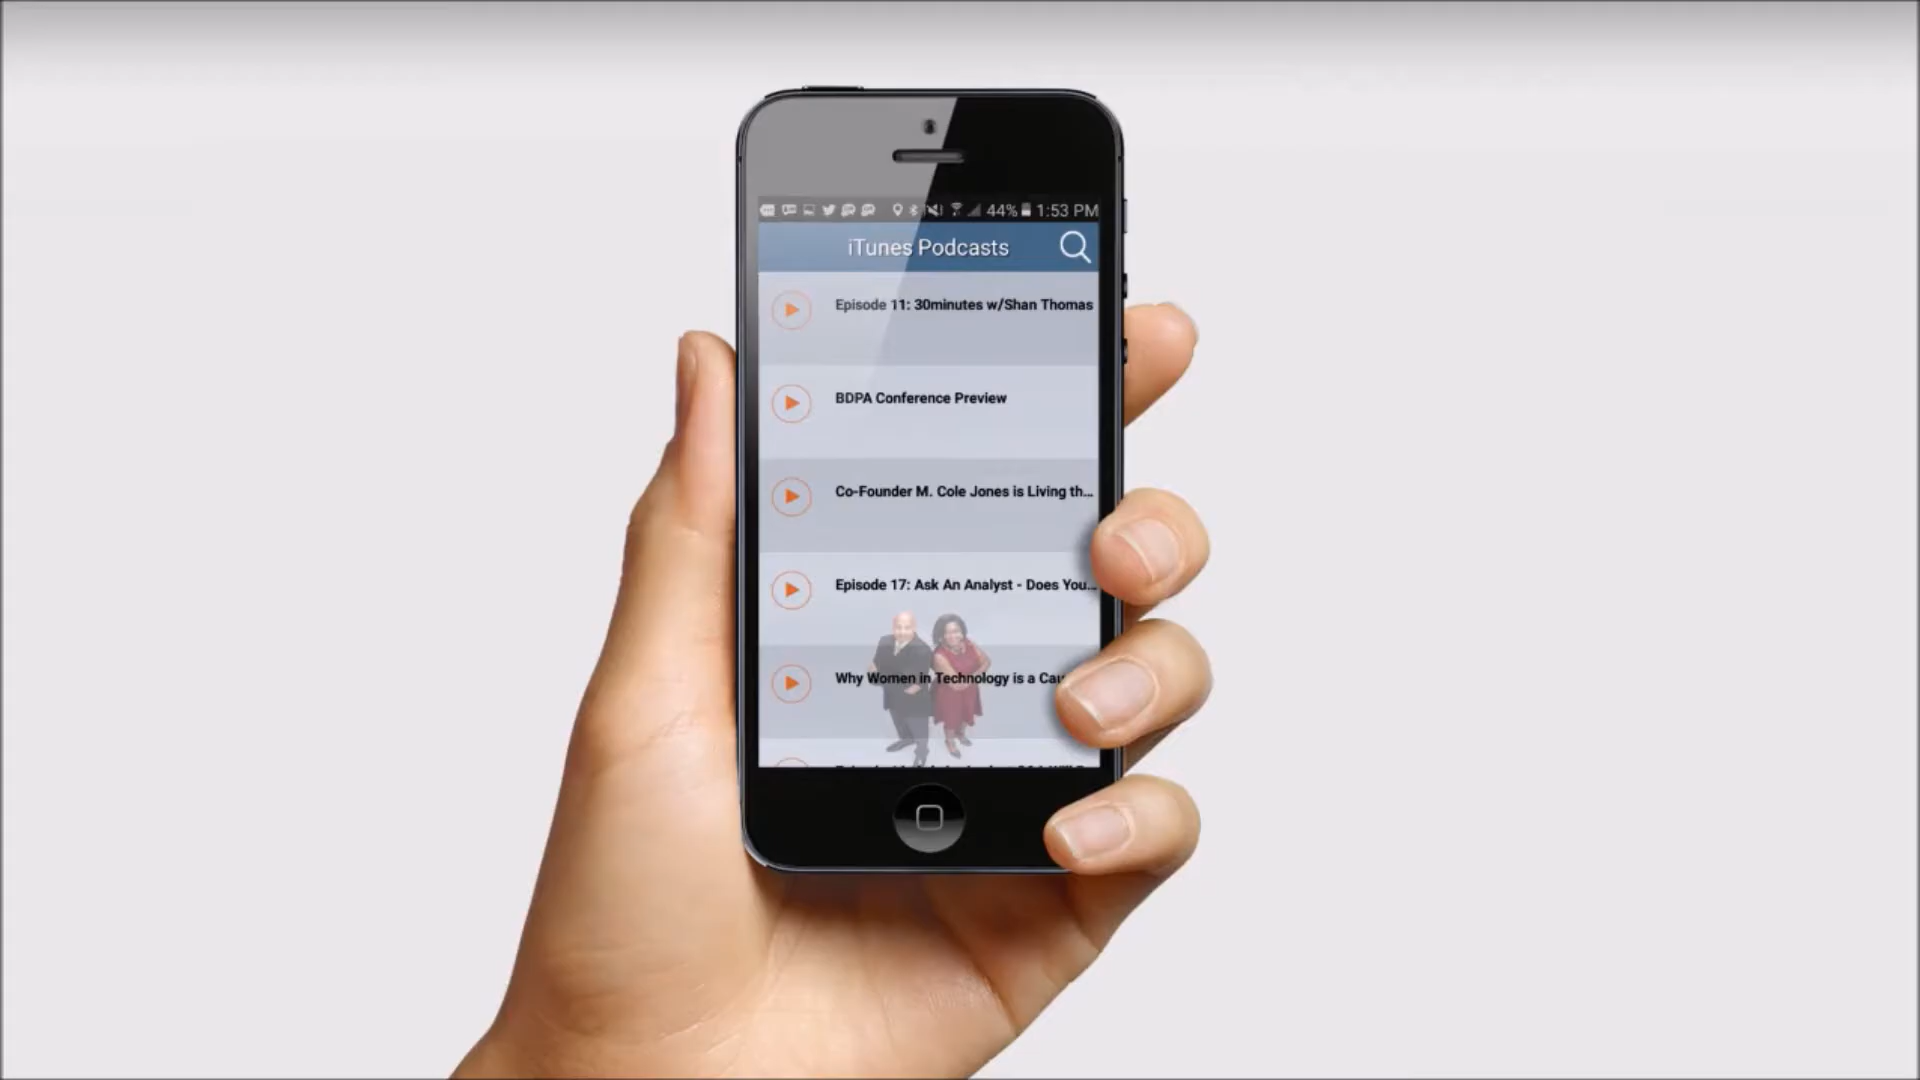 44% 1:53 PM
iTunes Podcasts
Episode 11: 30minutes w/Shan Thomas
BDPA Conference Preview
Co-Founder M. Cole Jones is Living th...
Episode 17: Ask An Analyst - Does You...
Why Women in Technology is a Cau